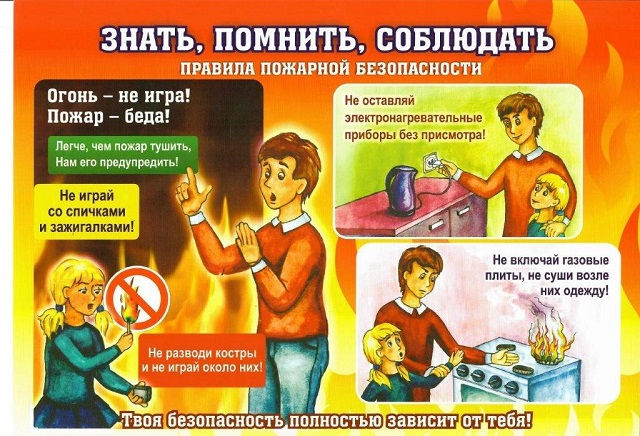 ЗНАТЬ, ПОМНИТЬ, СОБЛЮДАТЬ
ПРАВИЛА ПОЖАРНОЙ БЕЗОПАСНОСТИ
Огонь – не игра!
Пожар – беда!
Легче, чем пожар тушить,
Нам его предупредить!
Не играй
со спичками
и зажигалками!
Не разводи костры
и не играй около них!
Не оставляй
электронагревательные
приборы без присмотра!
Не включай газовые
плиты, не суши возле
них одежду!
Твоя безопасность полностью зависит от тебя!